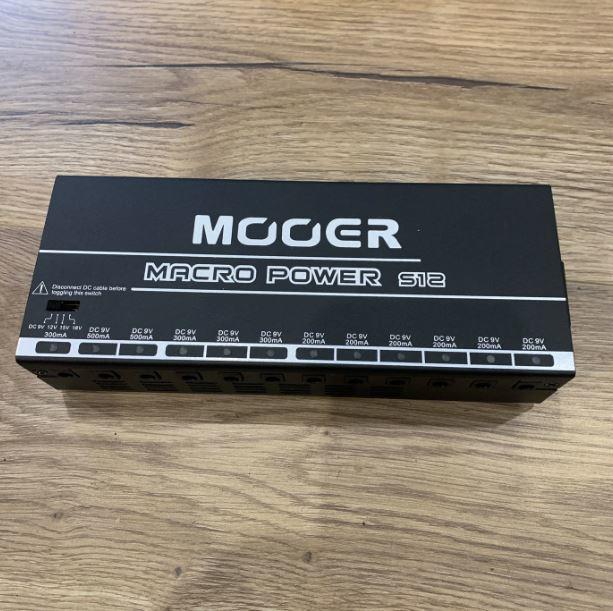 MOOER
MACRO POWER S12
Disconnect DC cable before
toggling this switch
DC 9V 12V 15V 18V
300mA
DC 9V
500mA
DC 9V
500mA
DC 9V
300mA
DC 9V
300mA
DC 9V
300mA
DC 9V
200mA
DC 9V
200mA
DC 9V
200mA
DC 9V
200mA
DC 9V
200mA
DC 9V
200mA